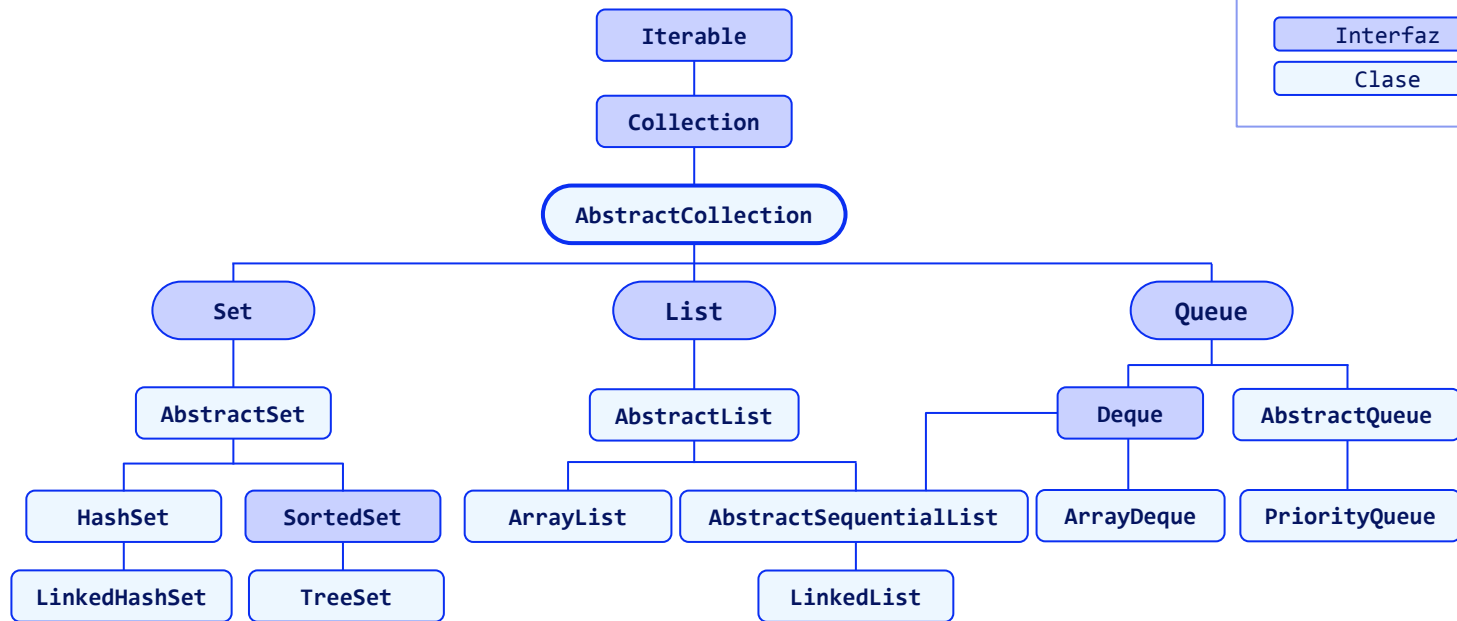 Iterable
Interfaz
Clase
Collection
AbstractCollection
Set
List
Queue
AbstractSet
AbstractList
Deque
AbstractQueue
HashSet
SortedSet
ArrayList
AbstractSequentialList
ArrayDeque
PriorityQueue
LinkedHashSet
TreeSet
LinkedList